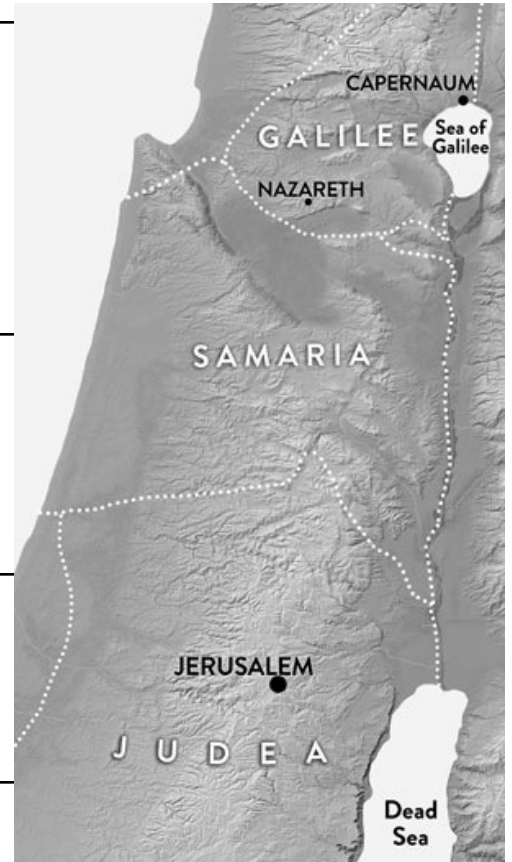 CAPERNAUM
GALILEE
Sea of
Galilee
NAZARETH
SAMARIA
JERUSALEM
JUDEA
Dead
Sea